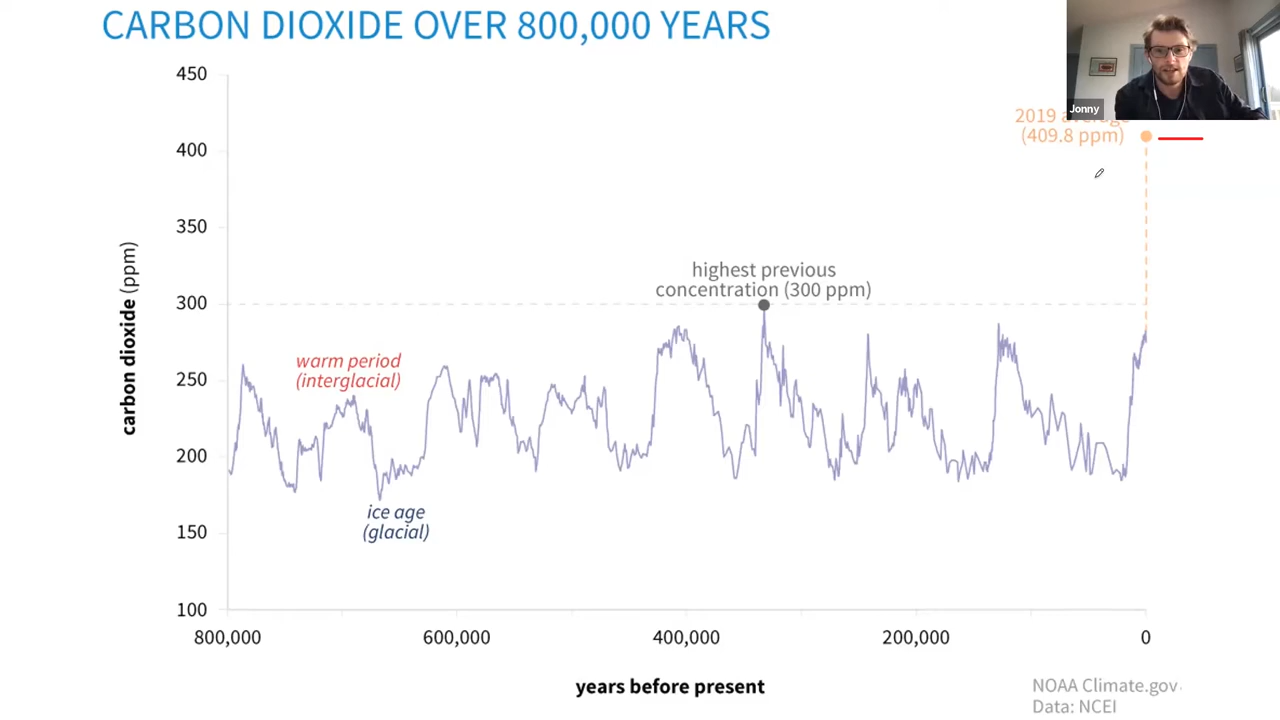 CARBON DIOXIDE OVER 800,000 YEARS
Jonny
450
400
350
300
250
200
150
100
carbon dioxide (ppm)
2019 average
(409.8 ppm)
highest previous
concentration (300 ppm)
warm period
(interglacial)
ice age
(glacial)
800,000
600,000
400,000
200,000
0
years before present
NOAA Climate.gov
Data: NCEI